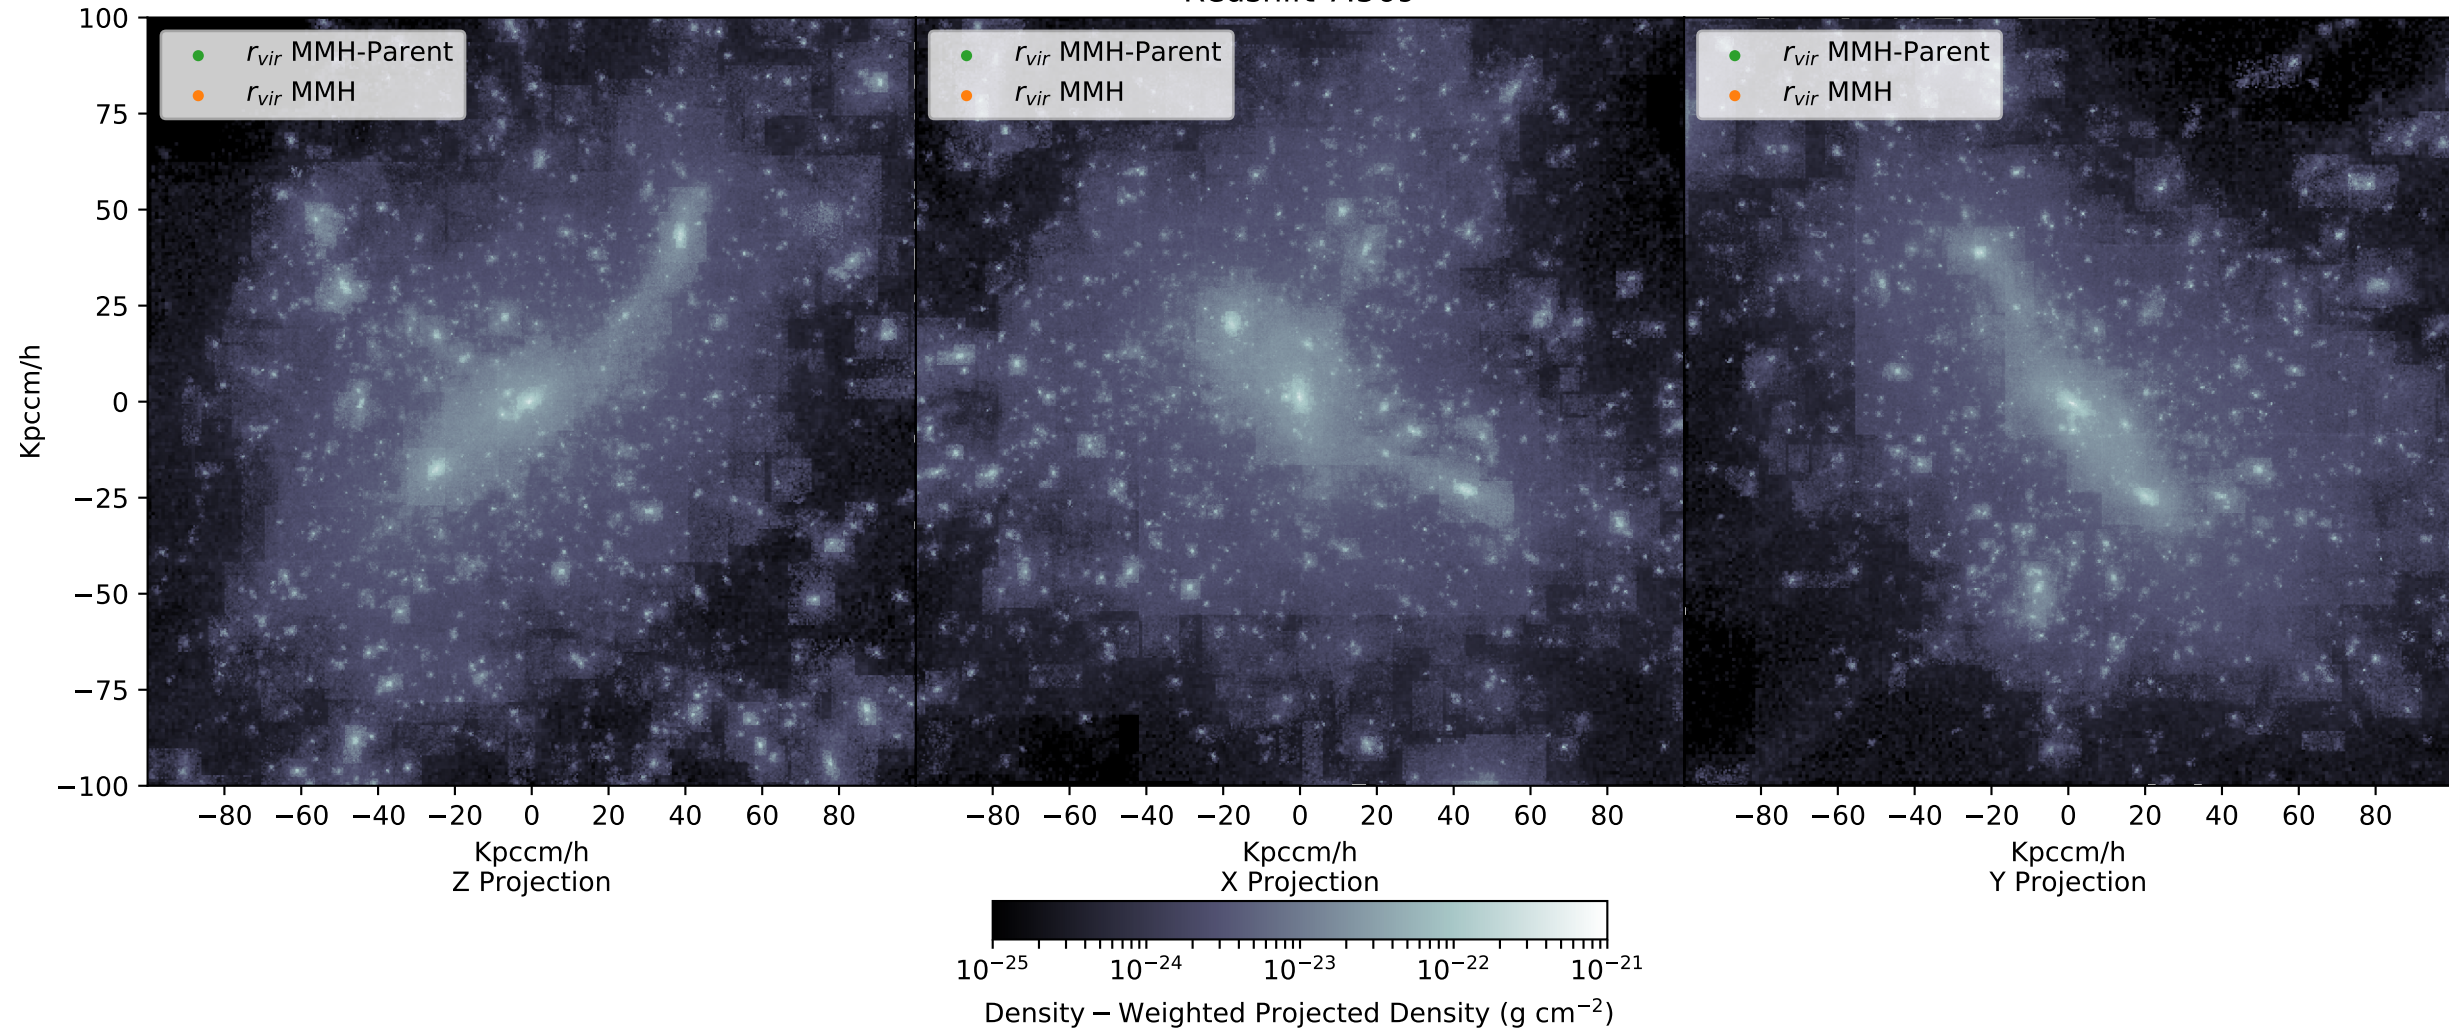 100
75
50
25
0
−25
−50
−75
−100
Kpccm/h
r_vir MMH-Parent
r_vir MMH
r_vir MMH-Parent
r_vir MMH
r_vir MMH-Parent
r_vir MMH
−80 −60 −40 −20 0 20 40 60 80
−80 −60 −40 −20 0 20 40 60 80
−80 −60 −40 −20 0 20 40 60 80
Kpccm/h
Z Projection
Kpccm/h
X Projection
Kpccm/h
Y Projection
10⁻²⁵ 10⁻²⁴ 10⁻²³ 10⁻²² 10⁻²¹
Density − Weighted Projected Density (g cm⁻²)